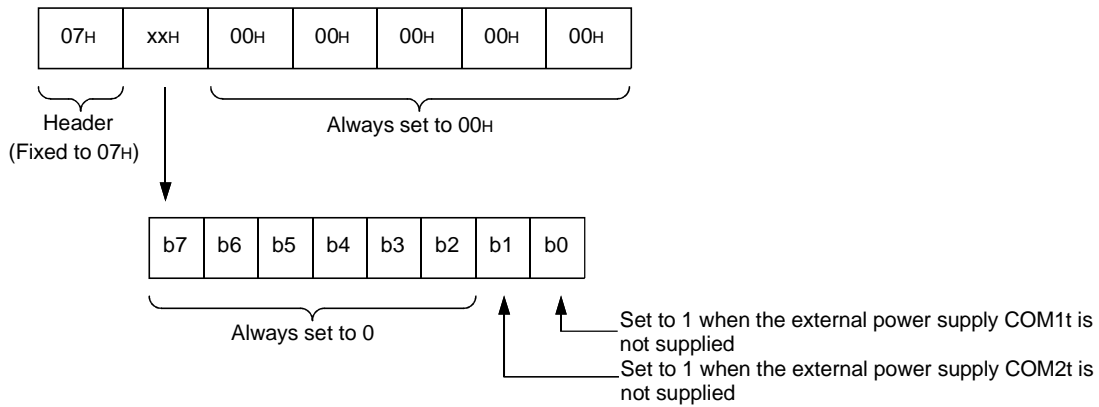 07H xxH 00H 00H 00H 00H 00H
Header
(Fixed to 07H)
Always set to 00H
b7 b6 b5 b4 b3 b2 b1 b0
Always set to 0
Set to 1 when the external power supply COM1t is
not supplied
Set to 1 when the external power supply COM2t is
not supplied